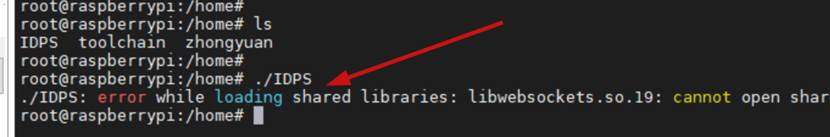 root@raspberrypi:/home#
root@raspberrypi:/home# ls
IDPS toolchain zhongyuan
root@raspberrypi:/home#
root@raspberrypi:/home# ./IDPS
./IDPS: error while loading shared libraries: libwebsockets.so.19: cannot open shar
root@raspberrypi:/home#